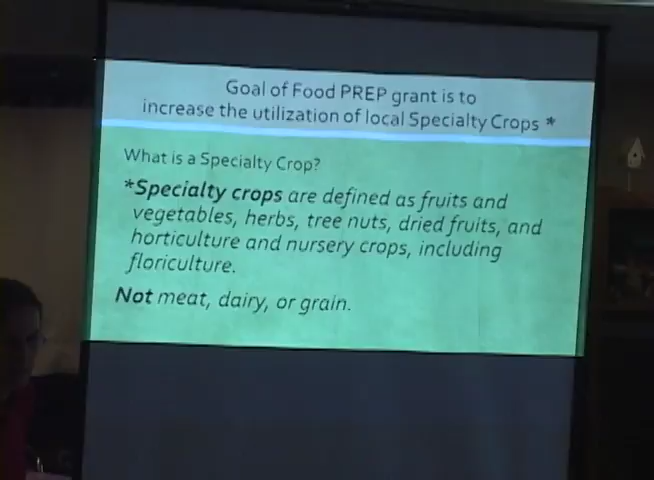 Goal of Food PREP grant is to
increase the utilization of local Specialty Crops *
What is a Specialty Crop?
*Specialty crops are defined as fruits and
vegetables, herbs, tree nuts, dried fruits, and
horticulture and nursery crops, including
floriculture.
Not meat, dairy, or grain.